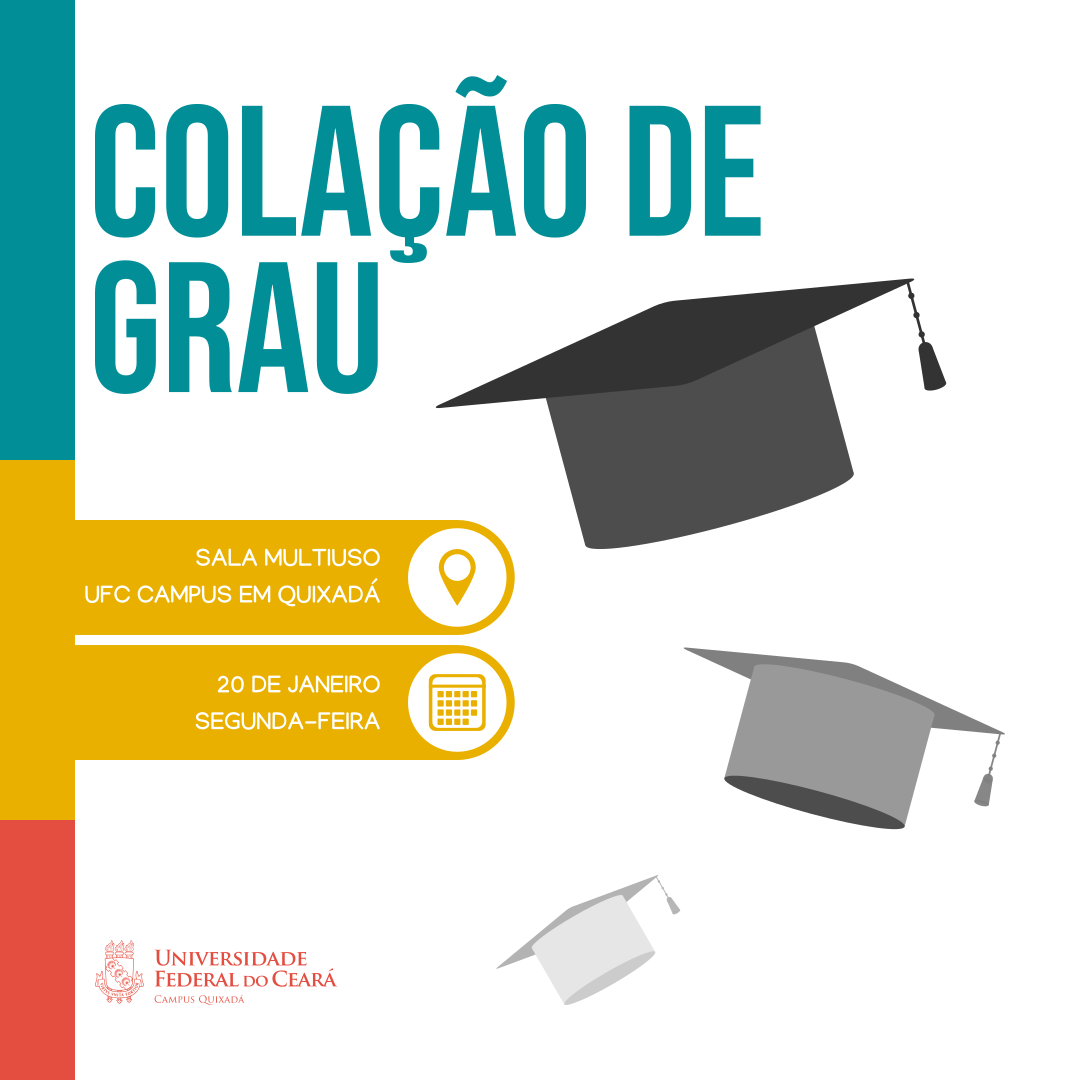 COLAÇÃO DE
GRAU
SALA MULTIUSO
UFC CAMPUS EM QUIXADÁ
20 DE JANEIRO
SEGUNDA-FEIRA
UNIVERSIDADE
FEDERAL DO CEARÁ
CAMPUS QUIXADÁ